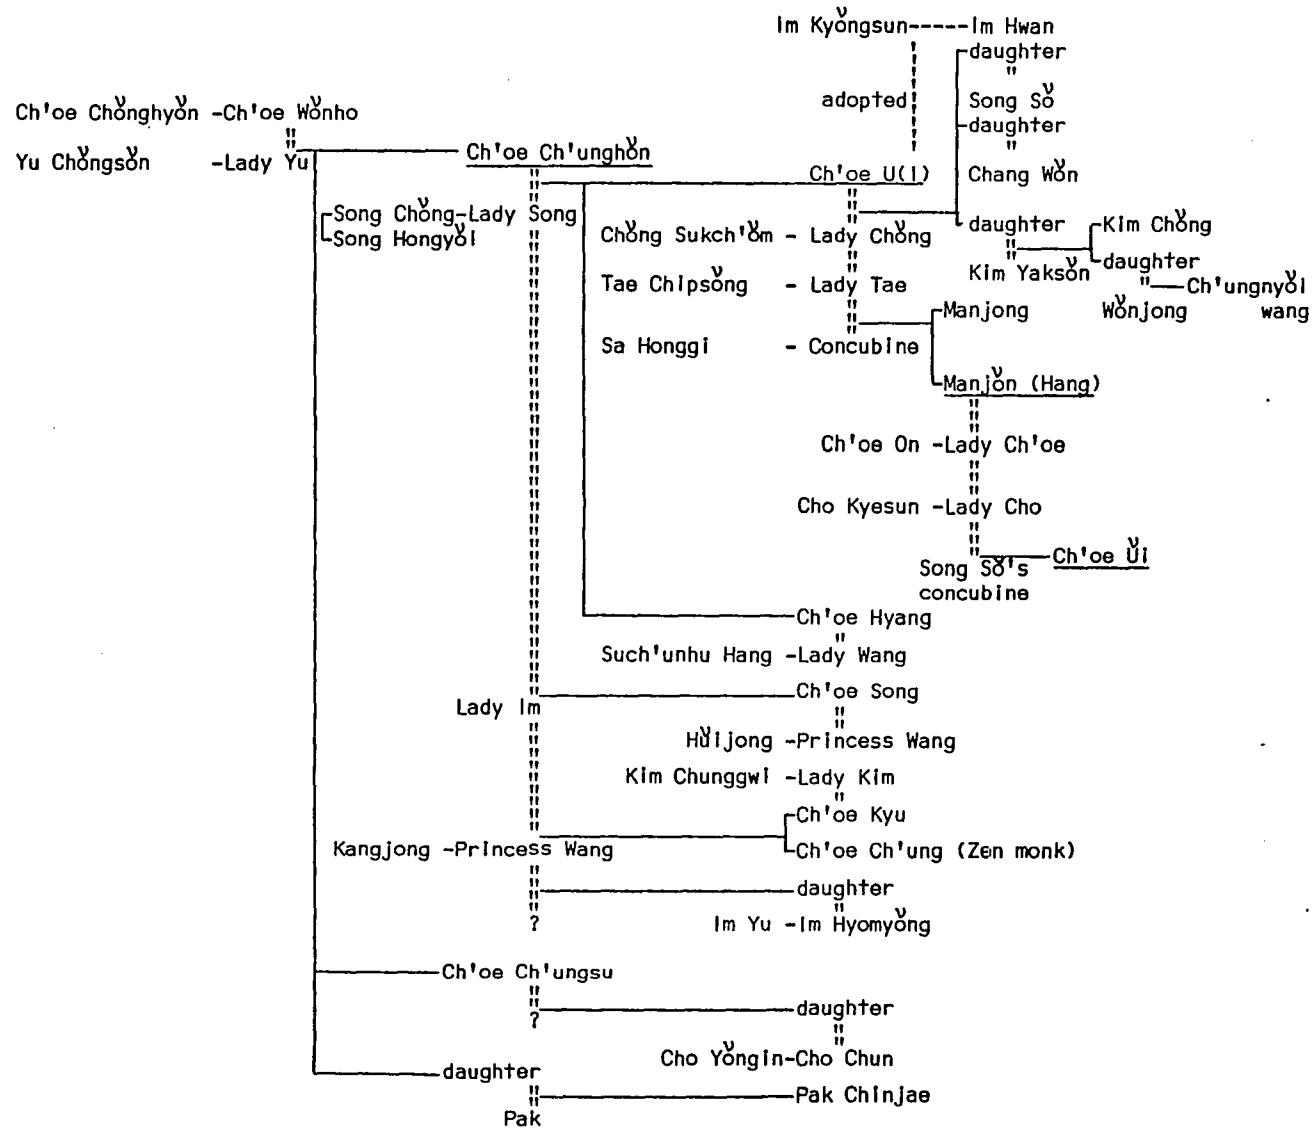 Im Kyŏngsun-----Im Hwan
daughter
adopted
Song Sŏ
daughter
Ch'oe Chŏnghyŏn -Ch'oe Wŏnho
Yu Chŏngsŏn -Lady Yu
Ch'oe Ch'unghŏn
Ch'oe U(I)
Chang Wŏn
Song Chŏng-Lady Song
Song Hongyŏl
Chŏng Sukch'ŏm - Lady Chŏng
daughter
Kim Chŏng
Kim Yaksŏn
daughter
Tae Chipsŏng - Lady Tae
Ch'ungnyŏl
Manjong
Wŏnjong
wang
Sa Honggi - Concubine
Manjŏn (Hang)
Ch'oe On -Lady Ch'oe
Cho Kyesun -Lady Cho
Song Sŏ's
concubine
Ch'oe Ŭi
Ch'oe Hyang
Such'unhu Hang -Lady Wang
Lady Im
Ch'oe Song
Hŭijong -Princess Wang
Kim Chunggwi -Lady Kim
Ch'oe Kyu
Kangjong -Princess Wang
Ch'oe Ch'ung (Zen monk)
daughter
?
Im Yu -Im Hyomyŏng
Ch'oe Ch'ungsu
?
daughter
Cho Yŏngin-Cho Chun
daughter
Pak
Pak Chinjae